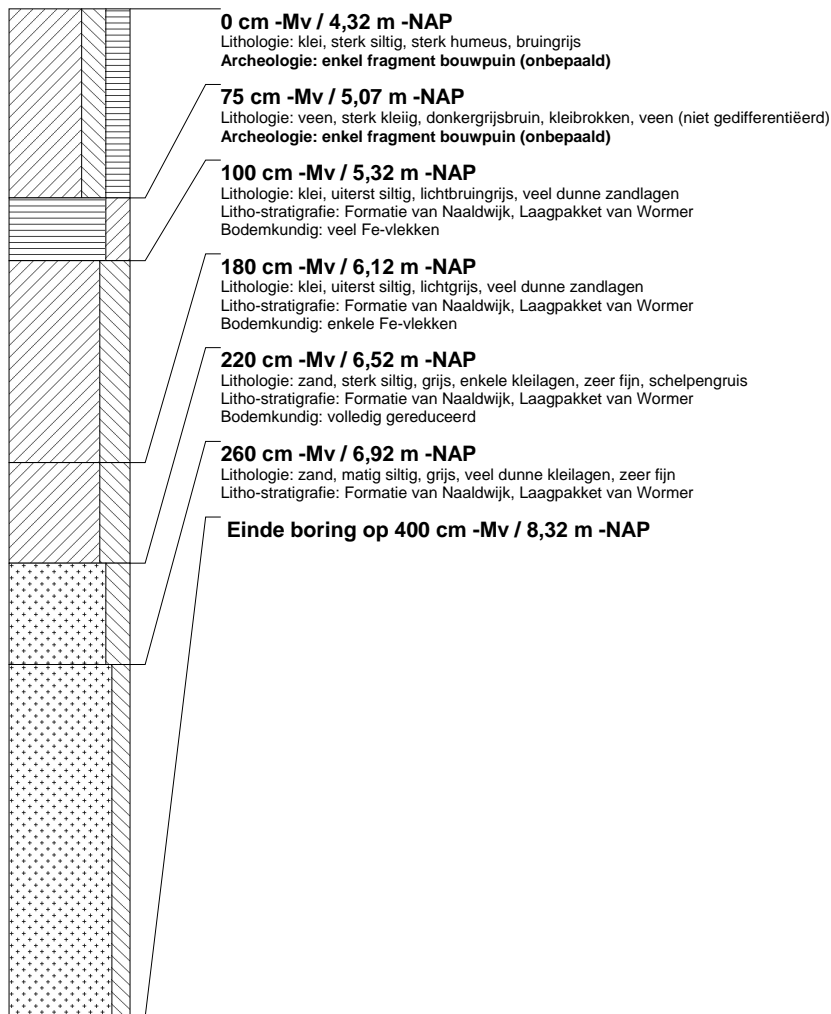 0 cm -Mv / 4,32 m -NAP
Lithologie: klei, sterk siltig, sterk humeus, bruingrijs
Archeologie: enkel fragment bouwpuin (onbepaald)
75 cm -Mv / 5,07 m -NAP
Lithologie: veen, sterk kleiig, donkergrijsbruin, kleibrokken, veen (niet gedifferentiëerd)
Archeologie: enkel fragment bouwpuin (onbepaald)
100 cm -Mv / 5,32 m -NAP
Lithologie: klei, uiterst siltig, lichtbruingrijs, veel dunne zandlagen
Litho-stratigrafie: Formatie van Naaldwijk, Laagpakket van Wormer
Bodemkundig: veel Fe-vlekken
180 cm -Mv / 6,12 m -NAP
Lithologie: klei, uiterst siltig, lichtgrijs, veel dunne zandlagen
Litho-stratigrafie: Formatie van Naaldwijk, Laagpakket van Wormer
Bodemkundig: enkele Fe-vlekken
220 cm -Mv / 6,52 m -NAP
Lithologie: zand, sterk siltig, grijs, enkele kleilagen, zeer fijn, schelpengruis
Litho-stratigrafie: Formatie van Naaldwijk, Laagpakket van Wormer
Bodemkundig: volledig gereduceerd
260 cm -Mv / 6,92 m -NAP
Lithologie: zand, matig siltig, grijs, veel dunne kleilagen, zeer fijn
Litho-stratigrafie: Formatie van Naaldwijk, Laagpakket van Wormer
Einde boring op 400 cm -Mv / 8,32 m -NAP